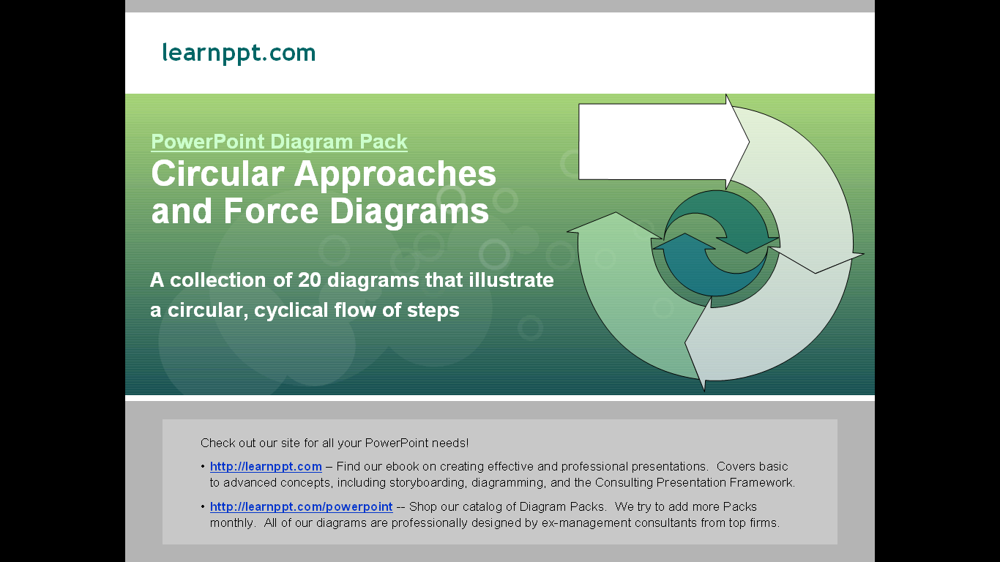 learnppt.com
PowerPoint Diagram Pack
Circular Approaches
and Force Diagrams
A collection of 20 diagrams that illustrate
a circular, cyclical flow of steps
Check out our site for all your PowerPoint needs!
• http://learnppt.com – Find our ebook on creating effective and professional presentations.  Covers basic
to advanced concepts, including storyboarding, diagramming, and the Consulting Presentation Framework.
• http://learnppt.com/powerpoint -- Shop our catalog of Diagram Packs.  We try to add more Packs
monthly.  All of our diagrams are professionally designed by ex-management consultants from top firms.